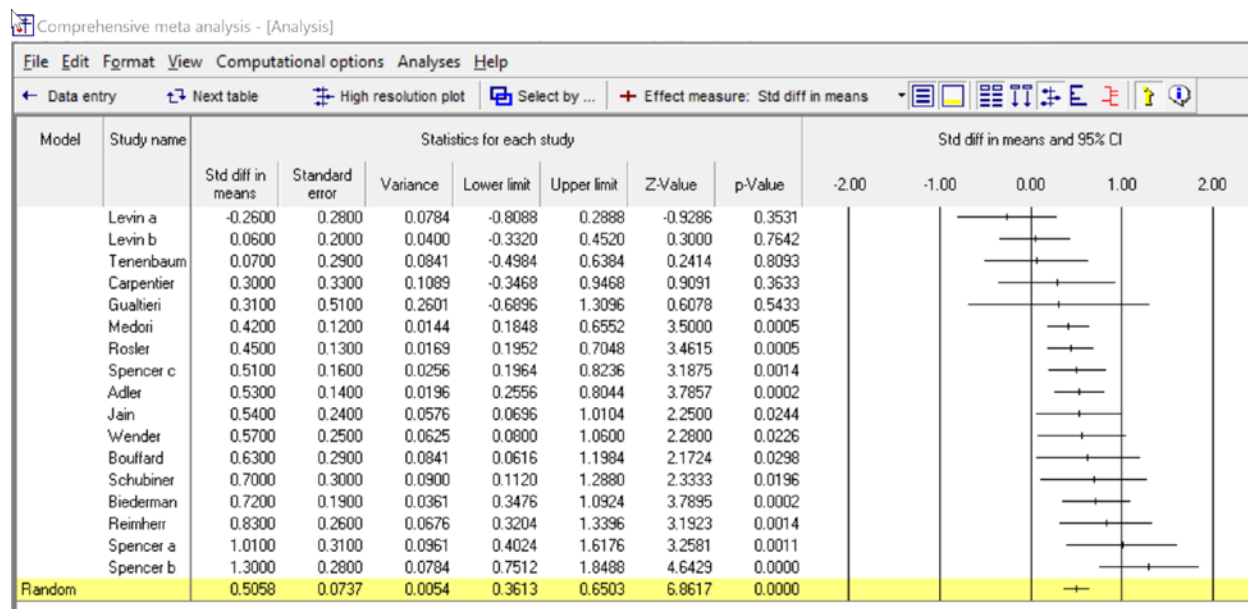 Comprehensive meta analysis - [Analysis]
File Edit Format View Computational options Analyses Help
← Data entry Next table High resolution plot Select by ... + Effect measure: Std diff in means
Model Study name Statistics for each study Std diff in means and 95% CI
Std diff in means Standard error Variance Lower limit Upper limit Z-Value p-Value -2.00 -1.00 0.00 1.00 2.00
Levin a -0.2600 0.2800 0.0784 -0.8088 0.2888 -0.9286 0.3531
Levin b 0.0600 0.2000 0.0400 -0.3320 0.4520 0.3000 0.7642
Tenenbaum 0.0700 0.2900 0.0841 -0.4984 0.6384 0.2414 0.8093
Carpentier 0.3000 0.3300 0.1089 -0.3468 0.9468 0.9091 0.3633
Gualtieri 0.3100 0.5100 0.2601 -0.6896 1.3096 0.6078 0.5433
Medori 0.4200 0.1200 0.0144 0.1848 0.6552 3.5000 0.0005
Rosler 0.4500 0.1300 0.0169 0.1952 0.7048 3.4615 0.0005
Spencer c 0.5100 0.1600 0.0256 0.1964 0.8236 3.1875 0.0014
Adler 0.5300 0.1400 0.0196 0.2556 0.8044 3.7857 0.0002
Jain 0.5400 0.2400 0.0576 0.0696 1.0104 2.2500 0.0244
Wender 0.5700 0.2500 0.0625 0.0800 1.0600 2.2800 0.0226
Bouffard 0.6300 0.2900 0.0841 0.0616 1.1984 2.1724 0.0298
Schubiner 0.7000 0.3000 0.0900 0.1120 1.2880 2.3333 0.0196
Biederman 0.7200 0.1900 0.0361 0.3476 1.0924 3.7895 0.0002
Reimherr 0.8300 0.2600 0.0676 0.3204 1.3396 3.1923 0.0014
Spencer a 1.0100 0.3100 0.0961 0.4024 1.6176 3.2581 0.0011
Spencer b 1.3000 0.2800 0.0784 0.7512 1.8488 4.6429 0.0000
Random 0.5058 0.0737 0.0054 0.3613 0.6503 6.8617 0.0000